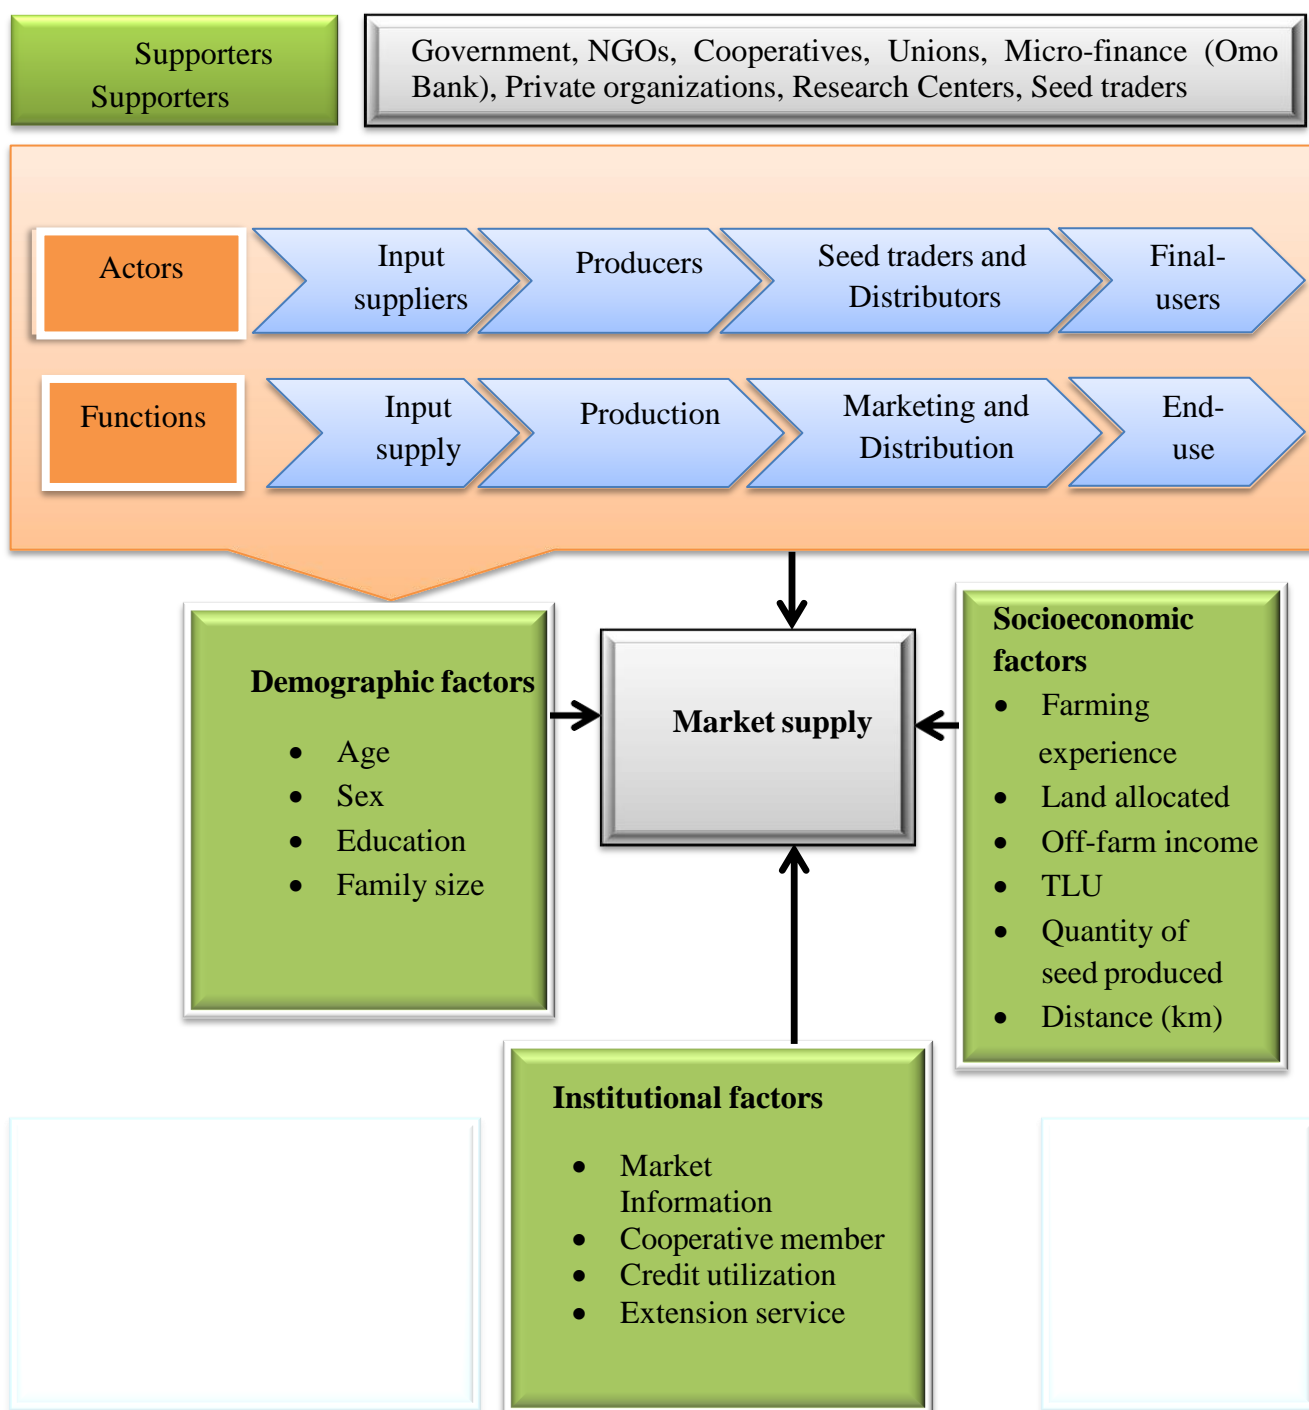 Supporters
Supporters
Government, NGOs, Cooperatives, Unions, Micro-finance (Omo
Bank), Private organizations, Research Centers, Seed traders
Actors
Input
suppliers
Producers
Seed traders and
Distributors
Final-
users
Functions
Input
supply
Production
Marketing and
Distribution
End-
use
Demographic factors
• Age
• Sex
• Education
• Family size
Market supply
Socioeconomic
factors
• Farming
experience
• Land allocated
• Off-farm income
• TLU
• Quantity of
seed produced
• Distance (km)
Institutional factors
• Market
Information
• Cooperative member
• Credit utilization
• Extension service